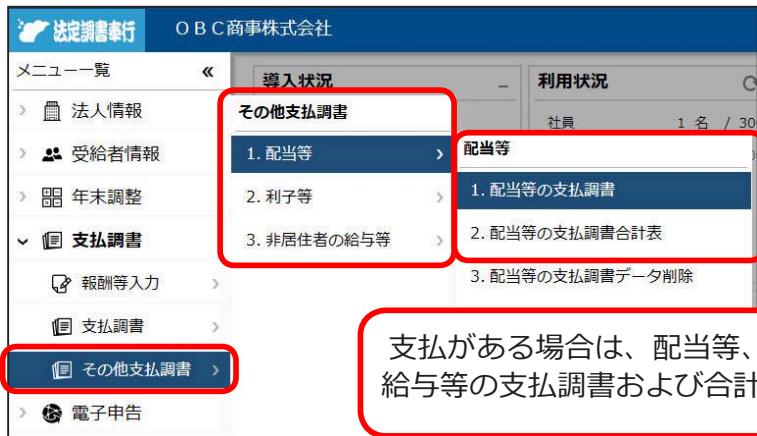 法定調書奉行
ＯＢＣ商事株式会社
メニュー一覧
«
法人情報
受給者情報
年末調整
支払調書
報酬等入力
支払調書
その他支払調書
電子申告
導入状況
利用状況
社員 1 名 / 30
その他支払調書
1. 配当等
2. 利子等
3. 非居住者の給与等
配当等
1. 配当等の支払調書
2. 配当等の支払調書合計表
3. 配当等の支払調書データ削除
支払がある場合は、配当等、
給与等の支払調書および合計